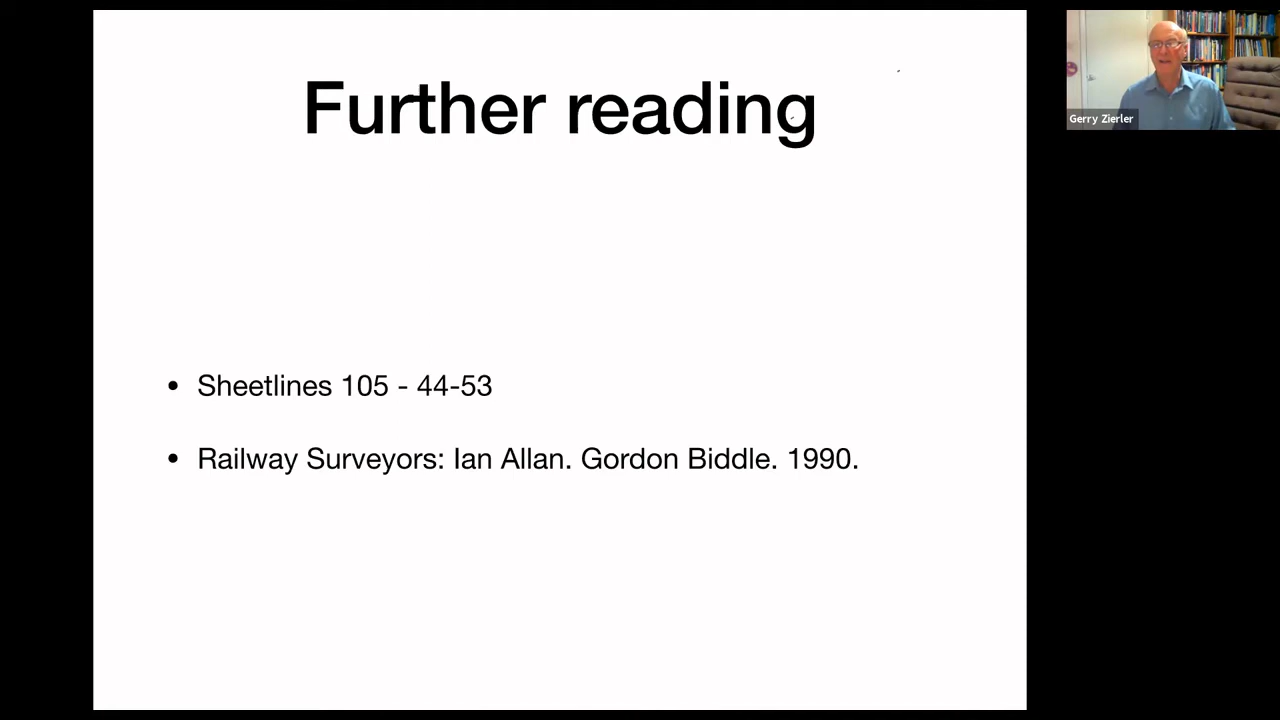 Further reading
Gerry Zierler
• Sheetlines 105 - 44-53
• Railway Surveyors: Ian Allan. Gordon Biddle. 1990.